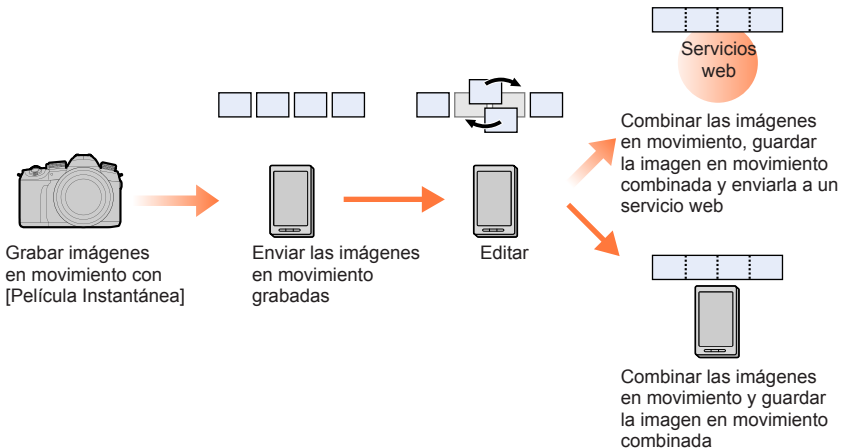 Grabar imágenes
en movimiento con
[Película Instantánea]
Enviar las imágenes
en movimiento
grabadas
Editar
Servicios
web
Combinar las imágenes
en movimiento, guardar
la imagen en movimiento
combinada y enviarla a un
servicio web
Combinar las imágenes
en movimiento y guardar
la imagen en movimiento
combinada